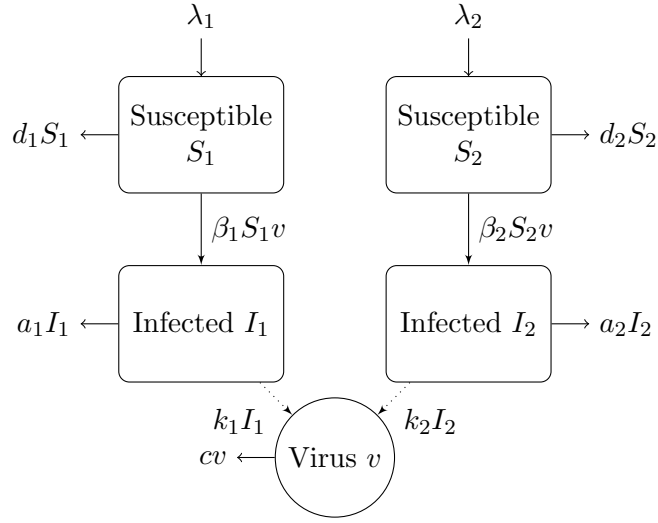 λ₁ λ₂
Susceptible
S₁
Susceptible
S₂
d₁S₁
d₂S₂
β₁S₁v
β₂S₂v
Infected I₁
Infected I₂
a₁I₁
a₂I₂
k₁I₁
k₂I₂
Virus v
cv